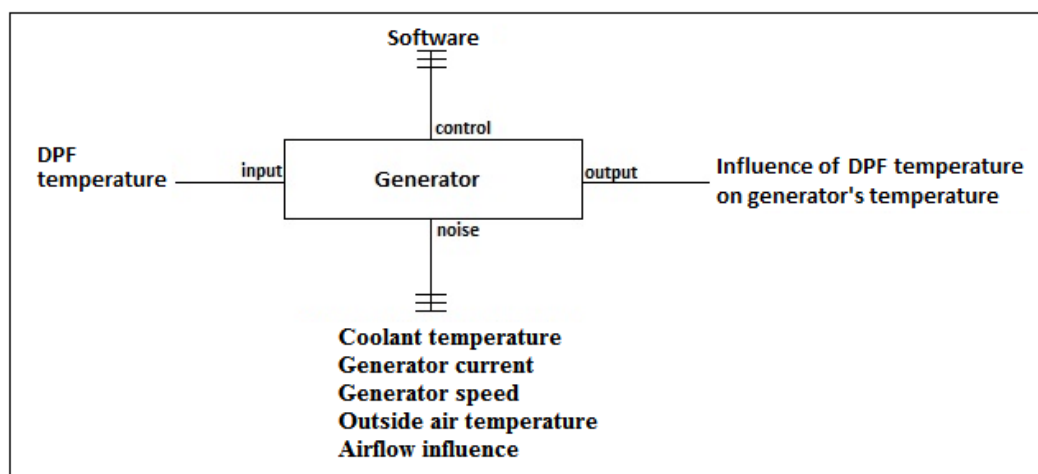 Software
control
DPF
temperature
input
Generator
output
Influence of DPF temperature
on generator's temperature
noise
Coolant temperature
Generator current
Generator speed
Outside air temperature
Airflow influence